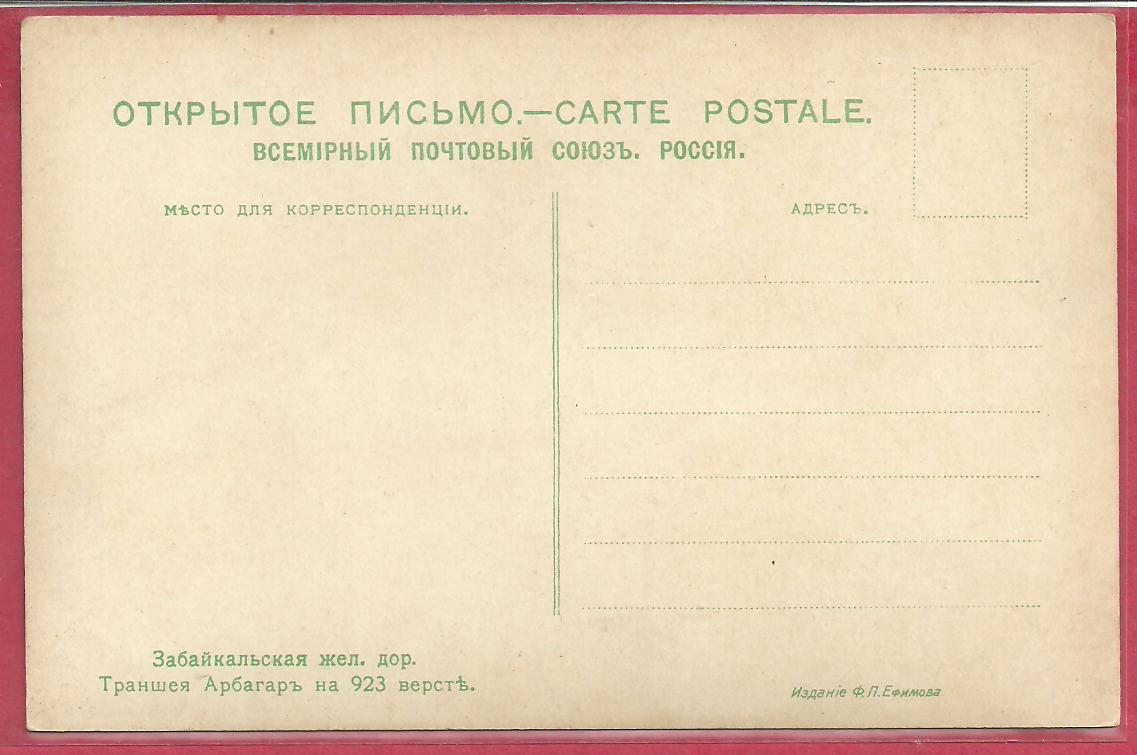 ОТКРЫТОЕ ПИСЬМО.—CARTE POSTALE.
ВСЕМІРНЫЙ ПОЧТОВЫЙ СОЮЗЪ. РОССІЯ.
МѢСТО ДЛЯ КОРРЕСПОНДЕНЦІИ.
АДРЕСЪ.
Забайкальская жел. дор.
Траншея Арбагаръ на 923 верстѣ.
Изданіе Ф.П.Ефимова